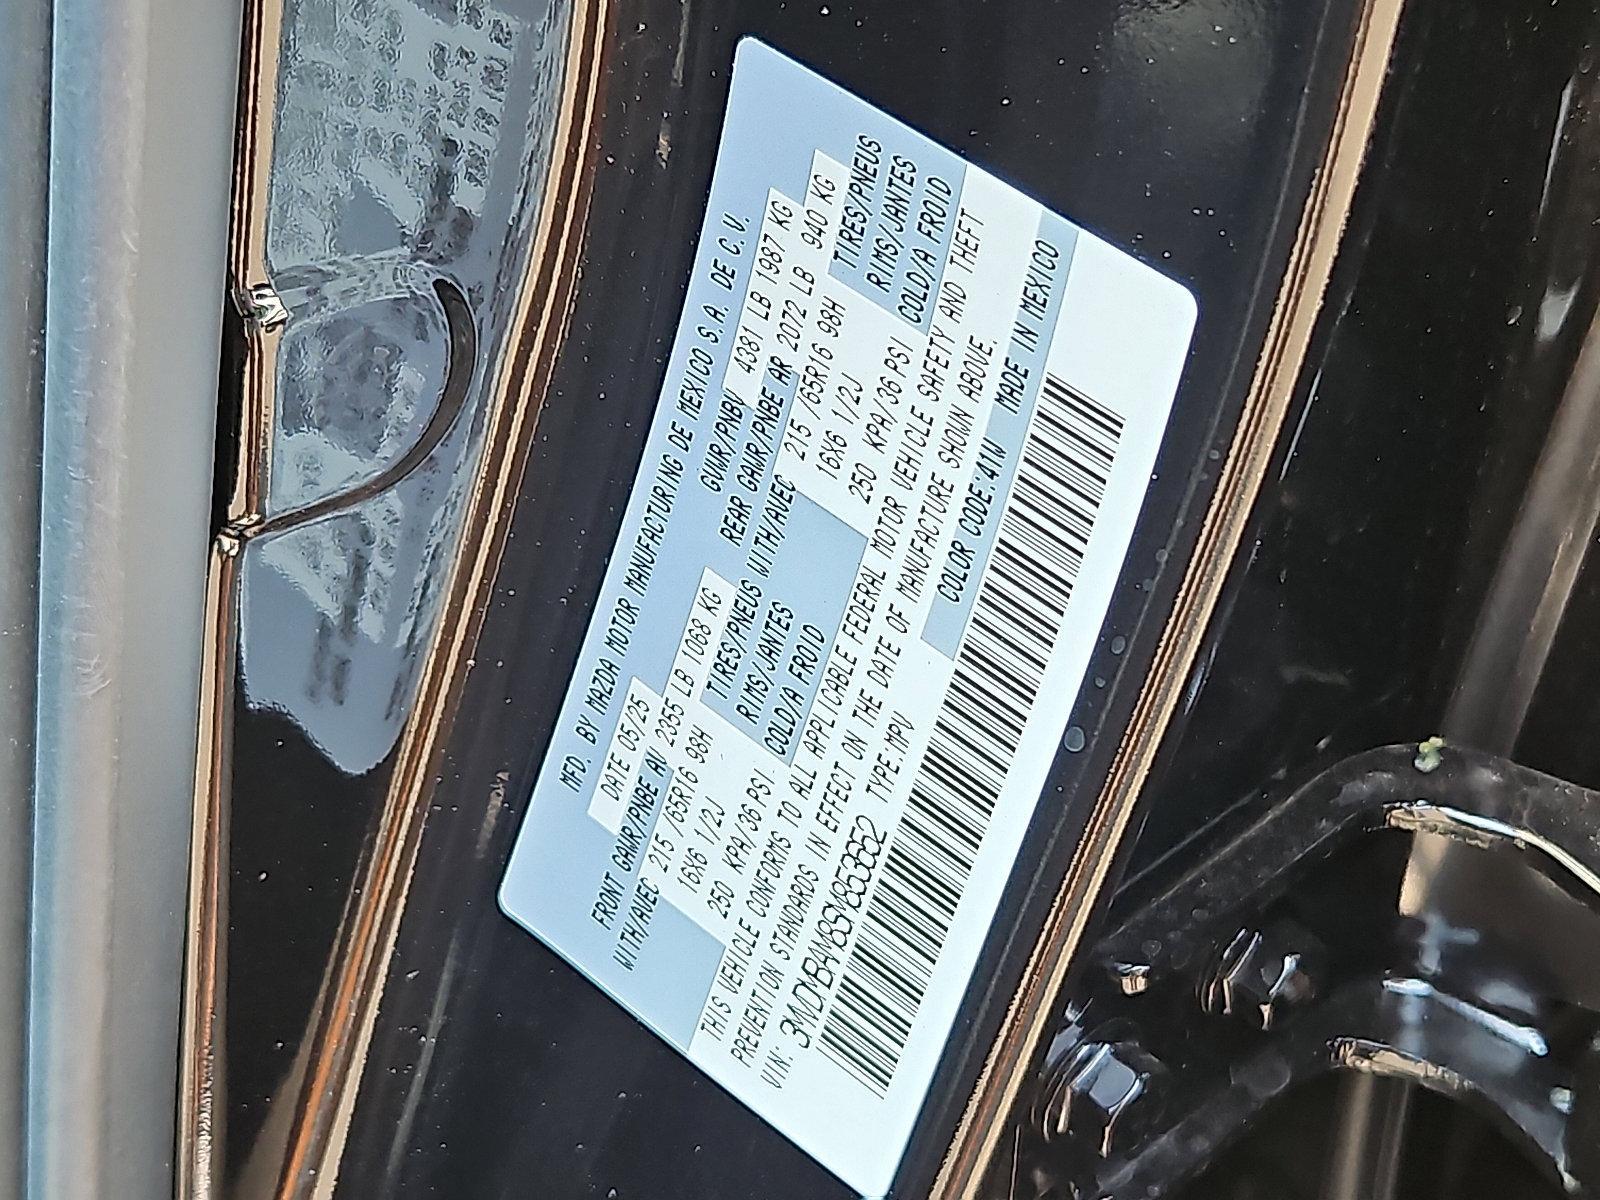 MFD. BY MAZDA MOTOR MANUFACTURING DE MEXICO S.A. DE C.V.
DATE 05/25 GVWR/PNBV 4381 LB 1987 KG
FRONT GAWR/PNBE AV 2355 LB 1068 KG REAR GAWR/PNBE AR 2072 LB 940 KG
WITH/AVEC 215 /65R16 98H TIRES/PNEUS WITH/AVEC 215 /65R16 98H TIRES/PNEUS
16X6 1/2J RIMS/JANTES 16X6 1/2J RIMS/JANTES
250 KPA/36 PSI COLD/A FROID 250 KPA/36 PSI COLD/A FROID
THIS VEHICLE CONFORMS TO ALL APPLICABLE FEDERAL MOTOR VEHICLE SAFETY AND THEFT
PREVENTION STANDARDS IN EFFECT ON THE DATE OF MANUFACTURE SHOWN ABOVE.
VIN: TYPE:MPV COLOR CODE:41W MADE IN MEXICO